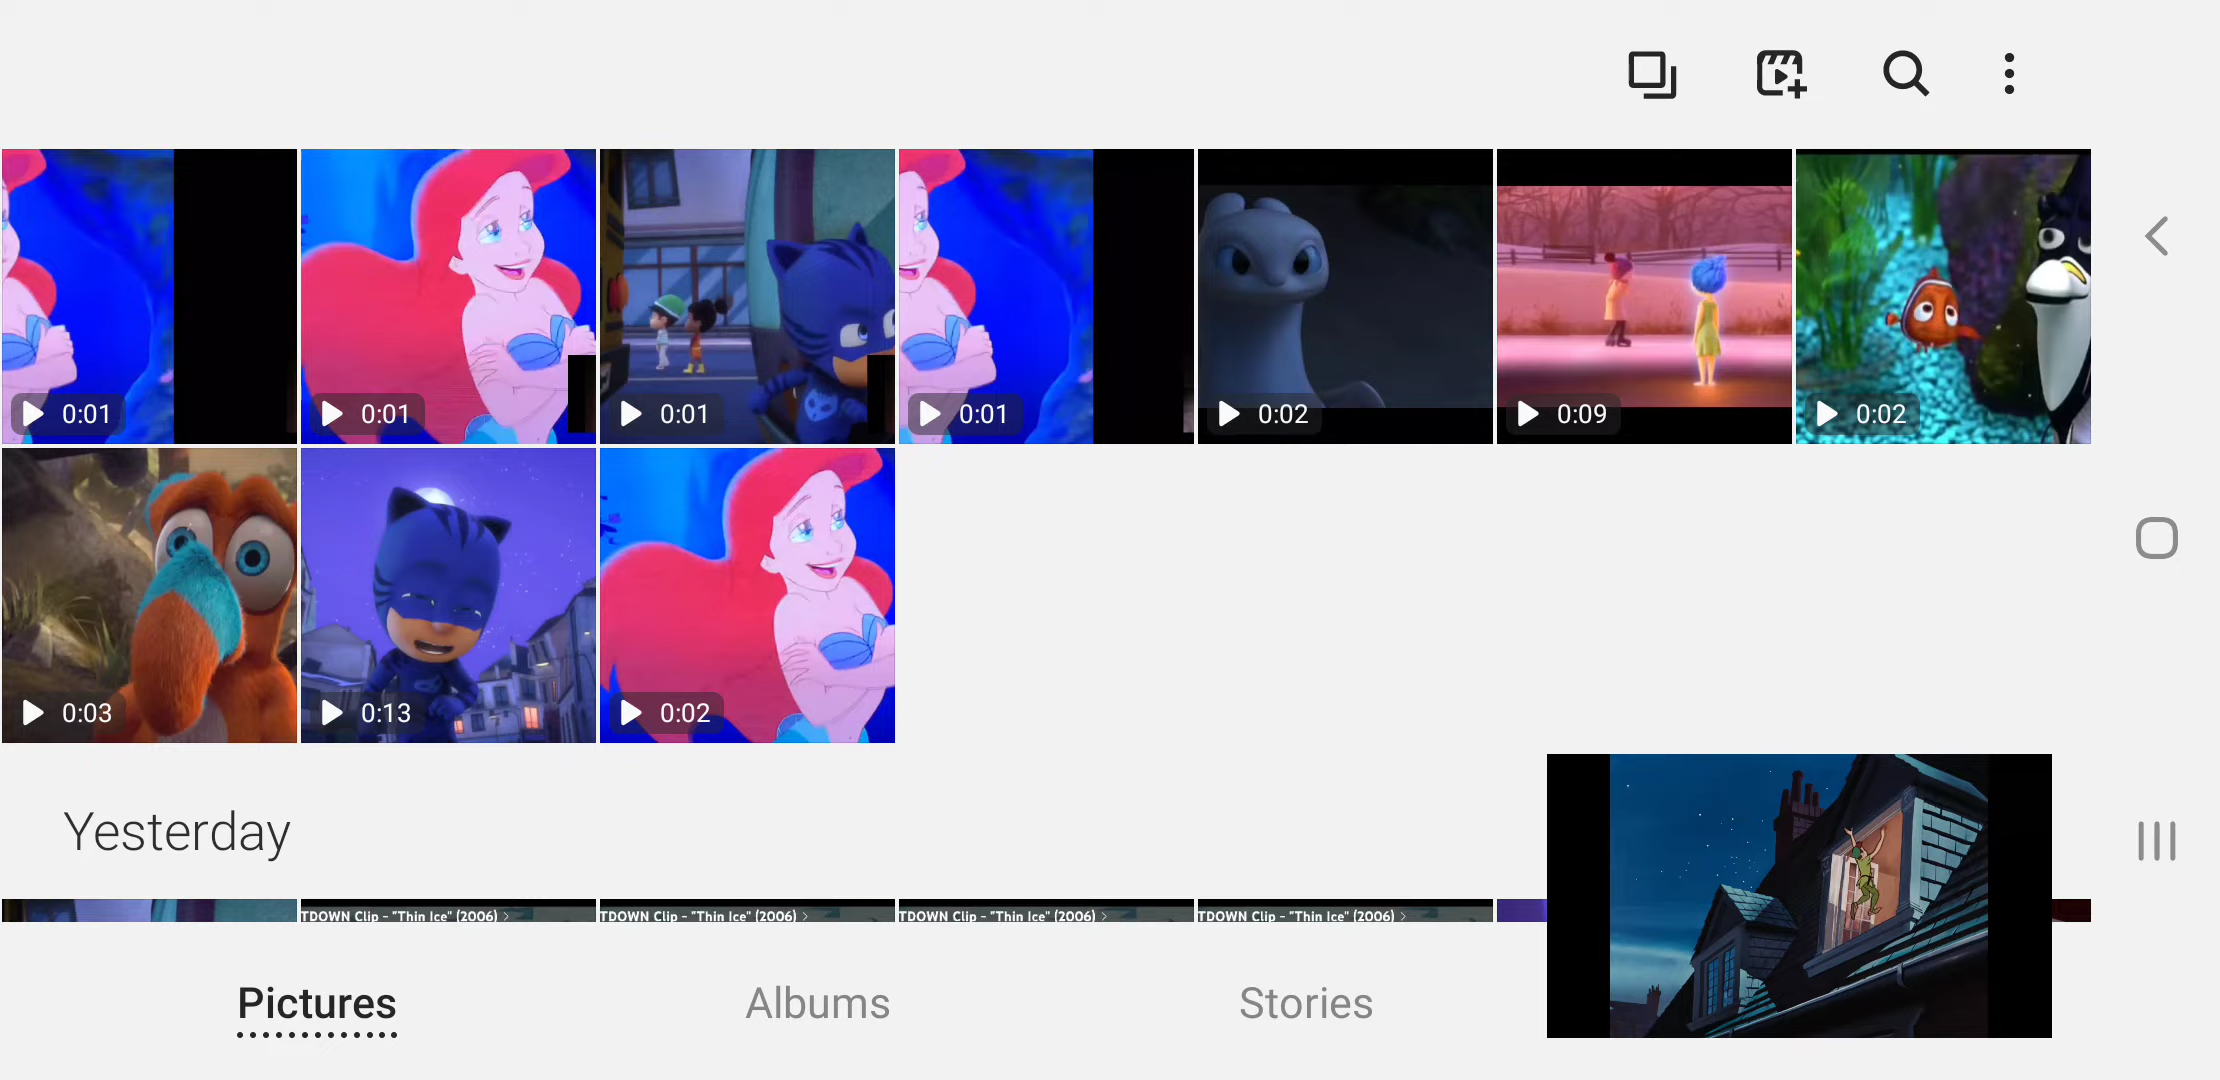 0:01
0:01
0:01
0:01
0:02
0:09
0:02
0:03
0:13
0:02
Yesterday
TDOWN Clip - "Thin Ice" (2006) >
TDOWN Clip - "Thin Ice" (2006) >
TDOWN Clip - "Thin Ice" (2006) >
TDOWN Clip - "Thin Ice" (2006) >
Pictures
Albums
Stories